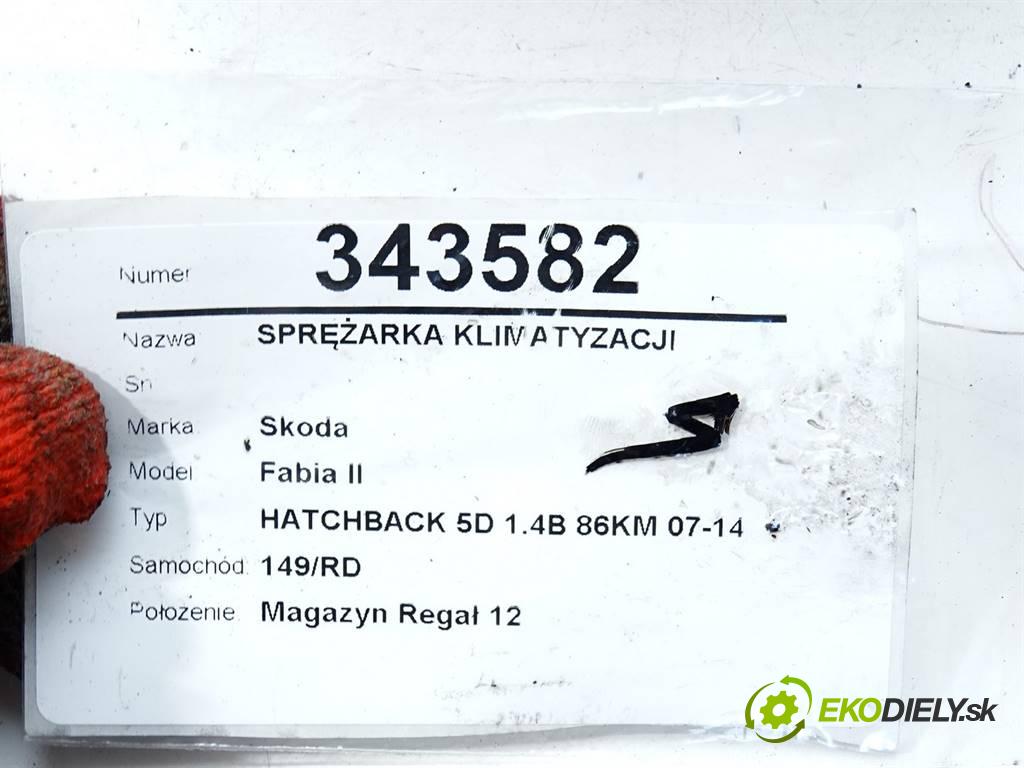 Numer 343582
Nazwa SPRĘŻARKA KLIMATYZACJI
Sn
Marka Skoda
Model Fabia II
Typ HATCHBACK 5D 1.4B 86KM 07-14
Samochód: 149/RD
Położenie Magazyn Regał 12
EKODIELY.sk